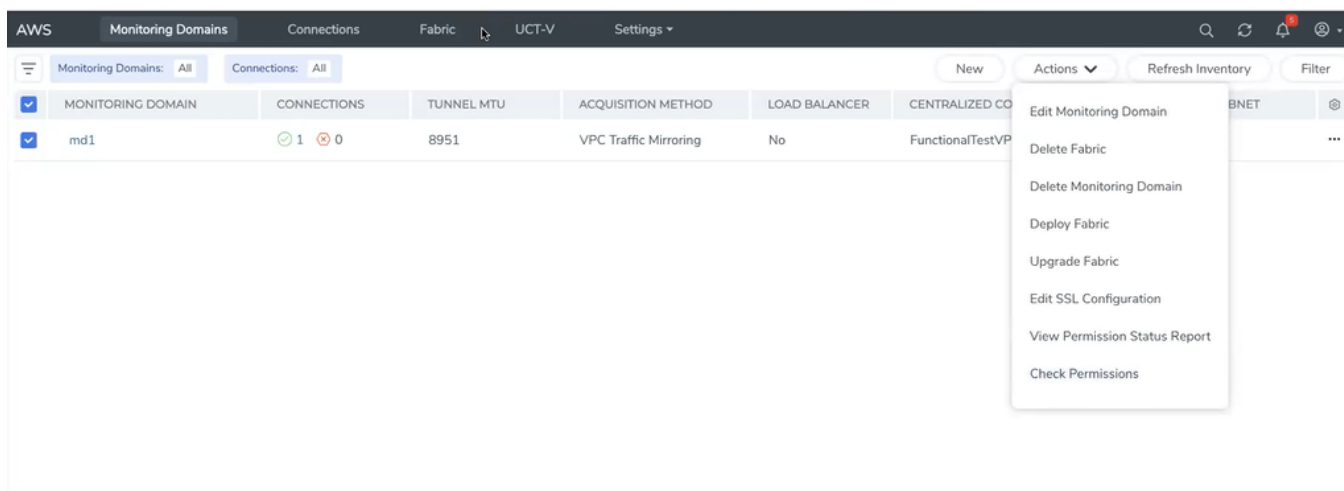 AWS Monitoring Domains Connections Fabric UCT-V Settings 5
Monitoring Domains: All Connections: All New Actions Refresh Inventory Filter
MONITORING DOMAIN CONNECTIONS TUNNEL MTU ACQUISITION METHOD LOAD BALANCER CENTRALIZED CO BNET
md1 1 0 8951 VPC Traffic Mirroring No FunctionalTestVP ...
Edit Monitoring Domain
Delete Fabric
Delete Monitoring Domain
Deploy Fabric
Upgrade Fabric
Edit SSL Configuration
View Permission Status Report
Check Permissions